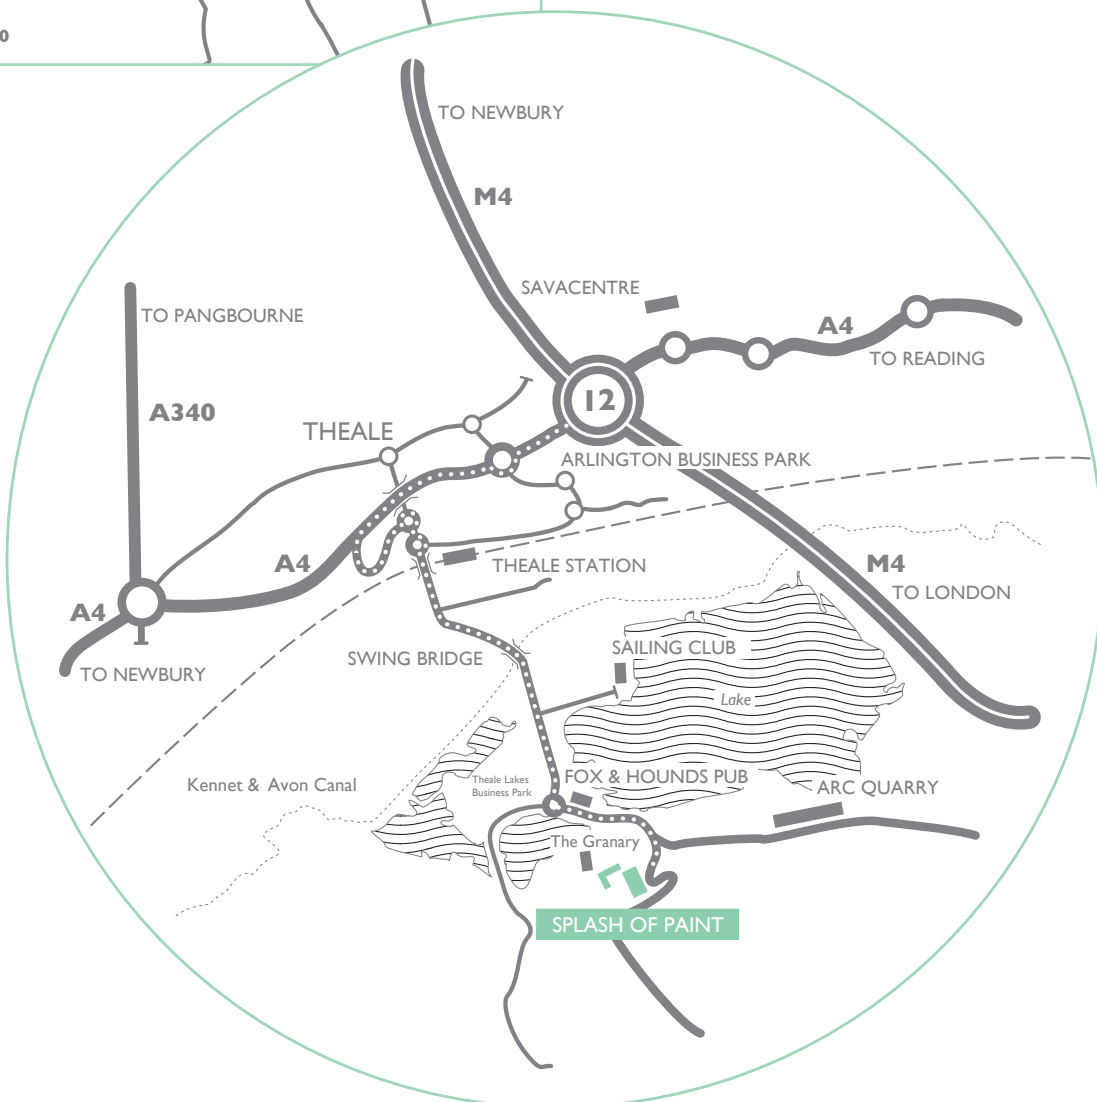 0
TO NEWBURY
M4
SAVACENTRE
A4
TO READING
TO PANGBOURNE
A340
12
THEALE
ARLINGTON BUSINESS PARK
A4
THEALE STATION
M4
TO LONDON
A4
TO NEWBURY
SWING BRIDGE
SAILING CLUB
Lake
Kennet & Avon Canal
Theale Lakes
Business Park
FOX & HOUNDS PUB
ARC QUARRY
The Granary
SPLASH OF PAINT